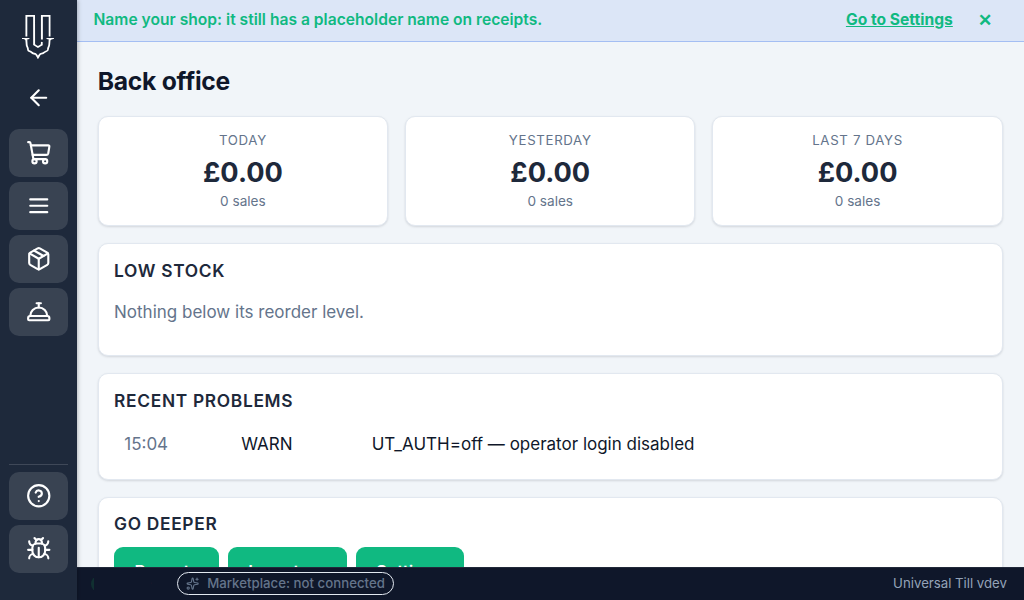 Name your shop: it still has a placeholder name on receipts.
Go to Settings ×
Back office
TODAY
£0.00
0 sales
YESTERDAY
£0.00
0 sales
LAST 7 DAYS
£0.00
0 sales
LOW STOCK
Nothing below its reorder level.
RECENT PROBLEMS
15:04 WARN UT_AUTH=off — operator login disabled
GO DEEPER
Marketplace: not connected
Universal Till vdev